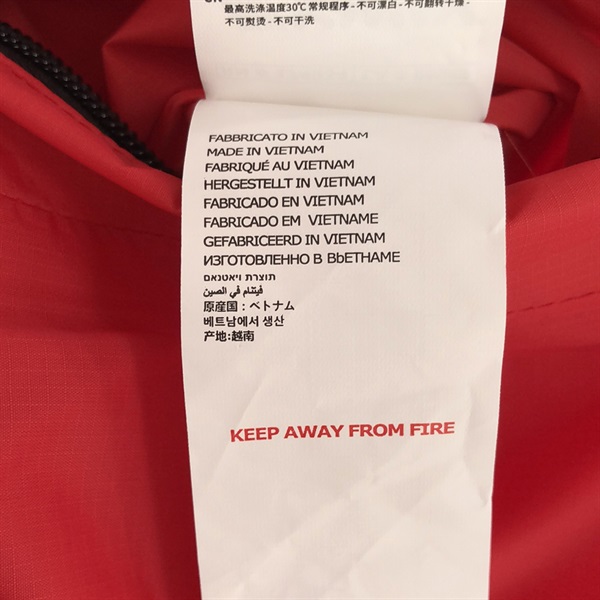 最高洗涤温度30℃常规程序-不可漂白-不可翻转干燥-
不可熨烫-不可干洗
FABBRICATO IN VIETNAM
MADE IN VIETNAM
FABRIQUÉ AU VIETNAM
HERGESTELLT IN VIETNAM
FABRICADO EN VIETNAM
FABRICADO EM VIETNAME
GEFABRICEERD IN VIETNAM
ИЗГОТОВЛЕННО В ВЬЕТНАМЕ
תוצרת ויאטנאם
فيتنام في الصين
原産国：ベトナム
베트남에서 생산
产地:越南
KEEP AWAY FROM FIRE